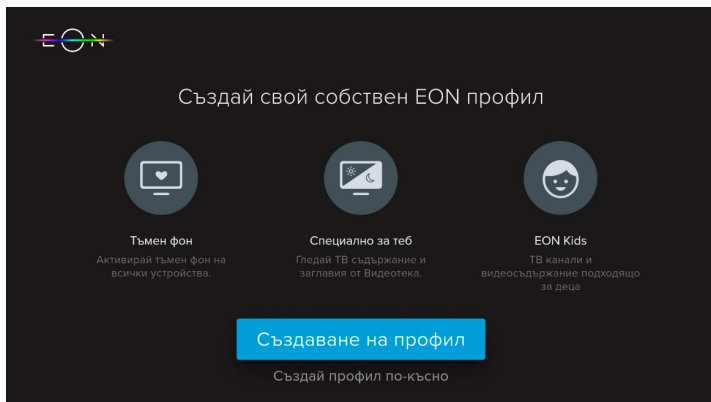 EON
Създай свой собствен EON профил
Тъмен фон
Активирай тъмен фон на
всички устройства.
Специално за теб
Гледай ТВ съдържание и
заглавия от Видеотека.
EON Kids
ТВ канали и
видеосъдържание подходящо
за деца
Създаване на профил
Създай профил по-късно